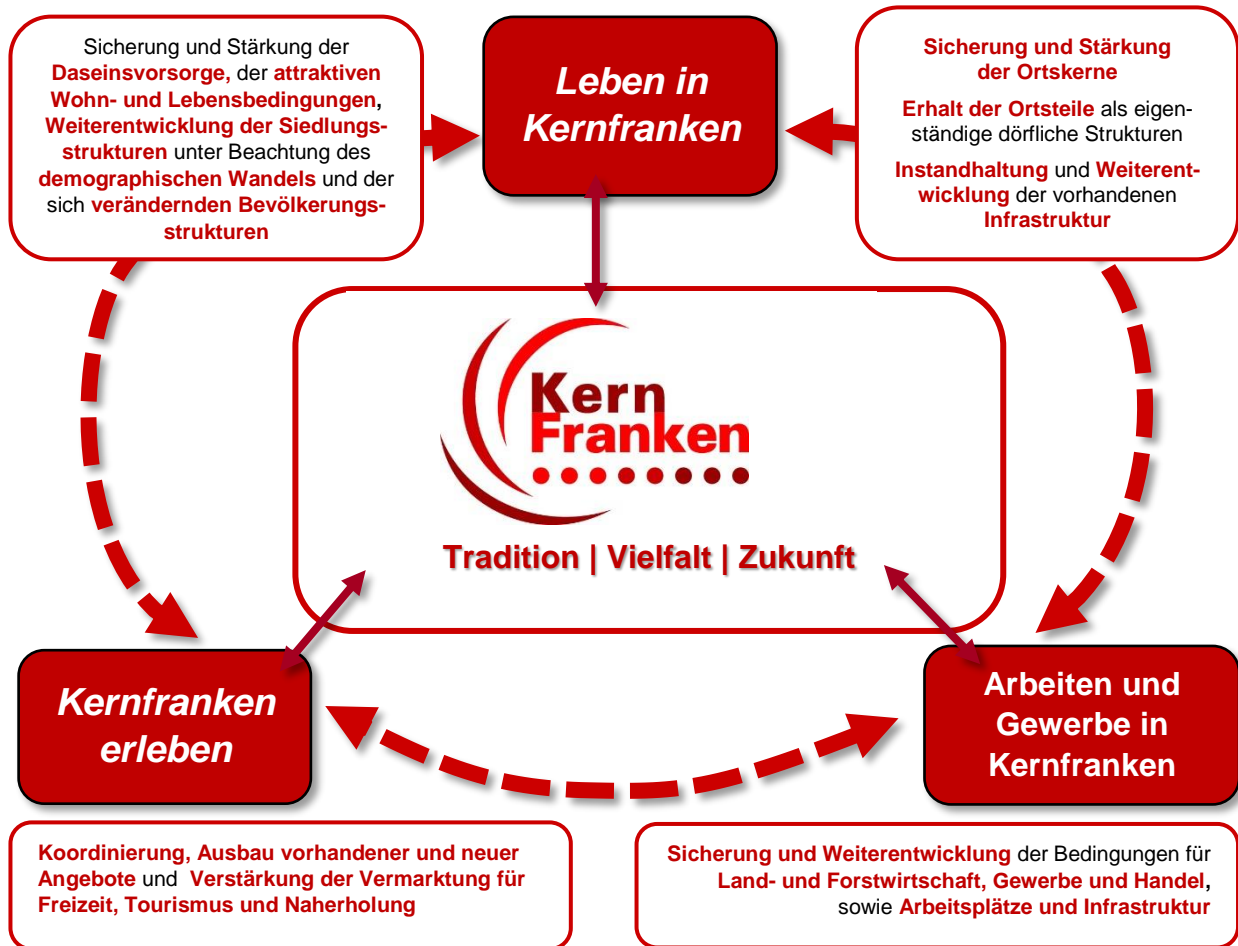 Sicherung und Stärkung der
Daseinsvorsorge, der attraktiven
Wohn- und Lebensbedingungen,
Weiterentwicklung der Siedlungs-
strukturen unter Beachtung des
demographischen Wandels und der
sich verändernden Bevölkerungs-
strukturen
Leben in
Kernfranken
Sicherung und Stärkung
der Ortskerne
Erhalt der Ortsteile als eigen-
ständige dörfliche Strukturen
Instandhaltung und Weiterent-
wicklung der vorhandenen
Infrastruktur
Kern
Franken
Tradition | Vielfalt | Zukunft
Kernfranken
erleben
Arbeiten und
Gewerbe in
Kernfranken
Koordinierung, Ausbau vorhandener und neuer
Angebote und Verstärkung der Vermarktung für
Freizeit, Tourismus und Naherholung
Sicherung und Weiterentwicklung der Bedingungen für
Land- und Forstwirtschaft, Gewerbe und Handel,
sowie Arbeitsplätze und Infrastruktur